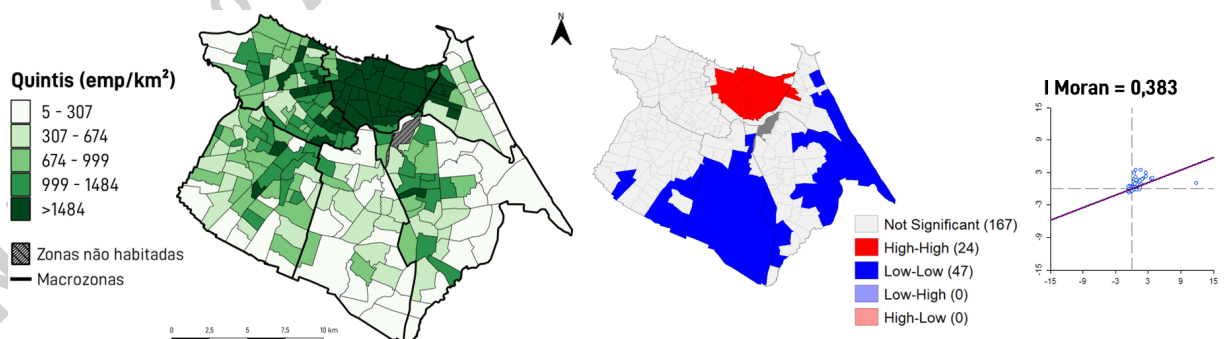 Quintis (emp/km²)
5 - 307
307 - 674
674 - 999
999 - 1484
>1484
Zonas não habitadas
Macrozonas
0 2,5 5 7,5 10 km
N
Not Significant (167)
High-High (24)
Low-Low (47)
Low-High (0)
High-Low (0)
I Moran = 0,383
15
9
3
-3
-9
-15
-15 -9 -3 3 9 15